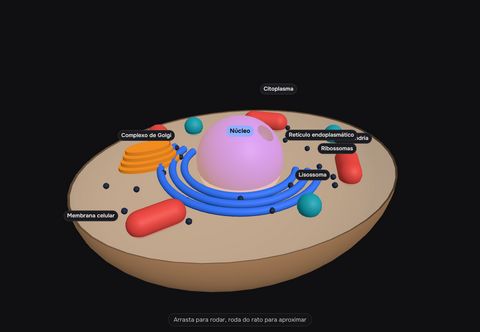 Citoplasma
Núcleo
Complexo de Golgi
Retículo endoplasmático
Ribossomas
Lisossoma
Membrana celular
Arrasta para rodar, roda do rato para aproximar